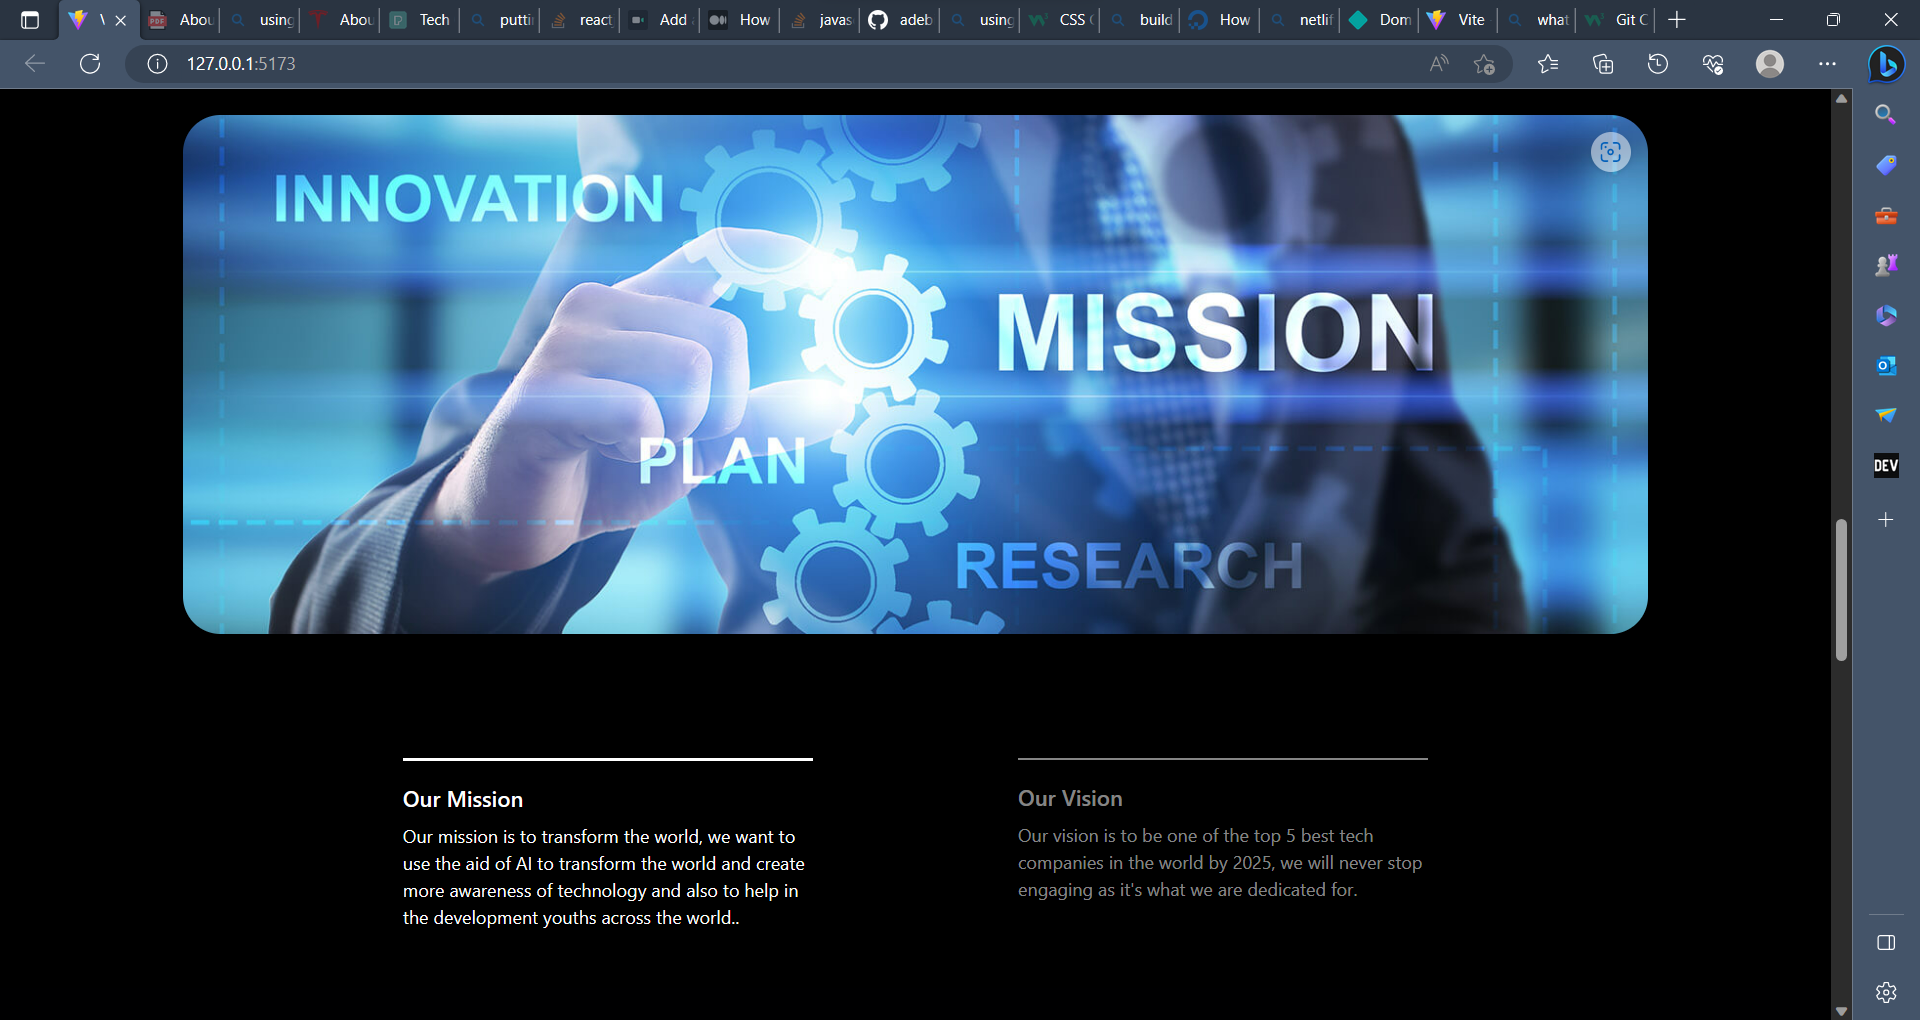 Abou
using
Abou
Tech
putti
react
Add
How
javas
adeb
using
CSS
build
How
netlif
Dom
Vite
what
Git C
127.0.0.1:5173
INNOVATION
MISSION
PLAN
RESEARCH
DEV
Our Mission
Our mission is to transform the world, we want to
use the aid of AI to transform the world and create
more awareness of technology and also to help in
the development youths across the world..
Our Vision
Our vision is to be one of the top 5 best tech
companies in the world by 2025, we will never stop
engaging as it's what we are dedicated for.